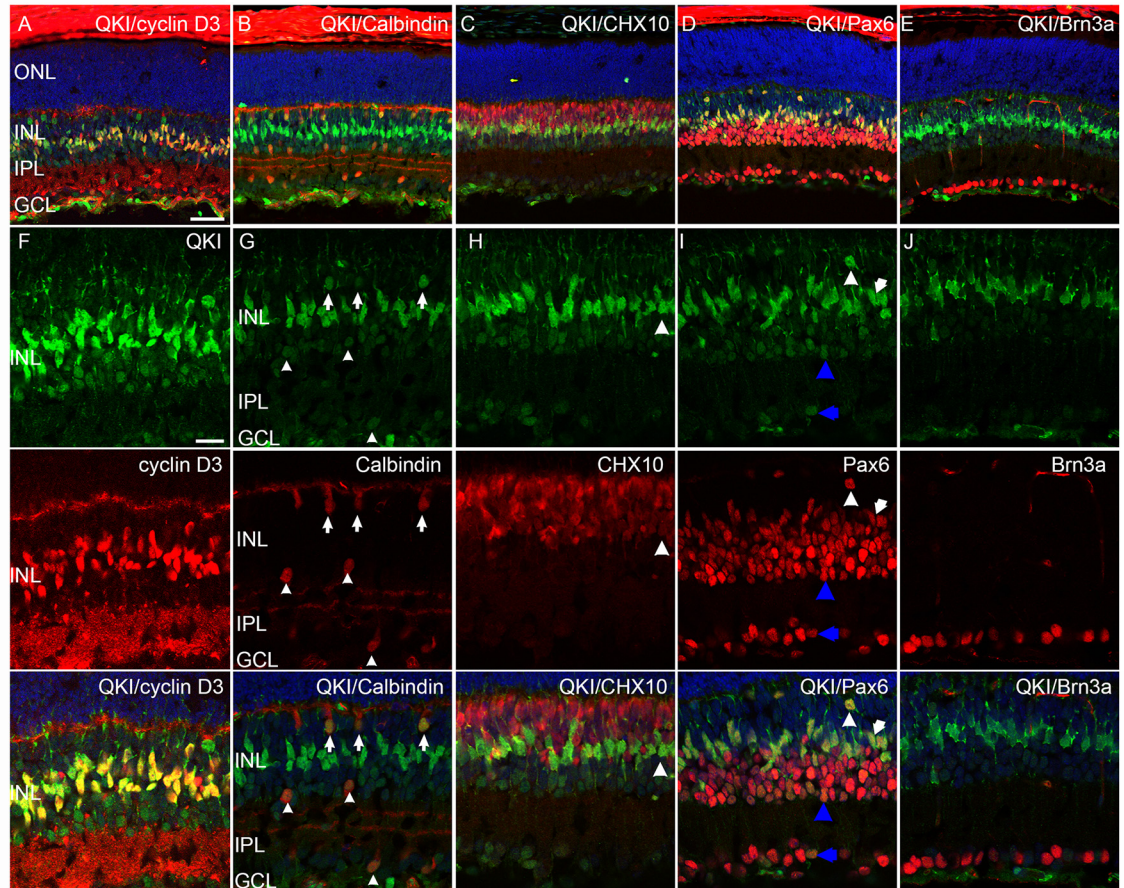 A QKI/cyclin D3 B QKI/Calbindin C QKI/CHX10 D QKI/Pax6 E QKI/Brn3a
ONL
INL
IPL
GCL
F QKI G H I J
INL
INL
IPL
GCL
cyclin D3 Calbindin CHX10 Pax6 Brn3a
INL
INL
IPL
GCL
QKI/cyclin D3 QKI/Calbindin QKI/CHX10 QKI/Pax6 QKI/Brn3a
INL
INL
IPL
GCL